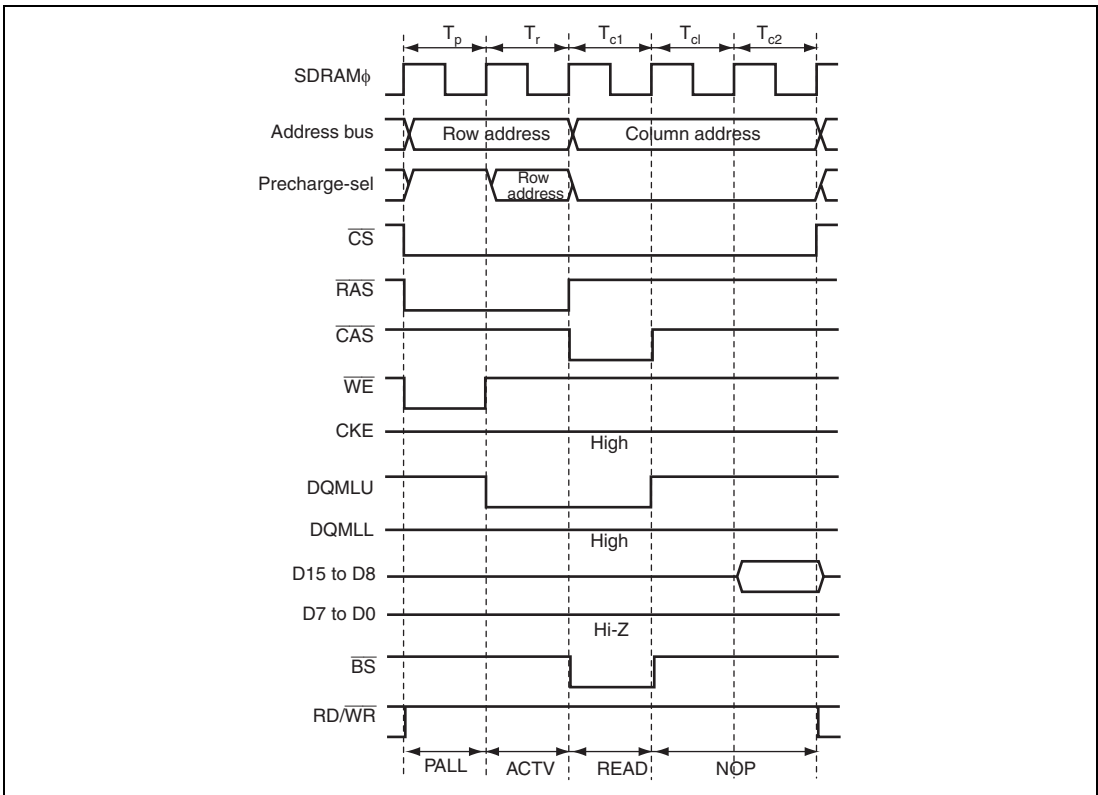 Tp Tr Tc1 Tcl Tc2
SDRAMϕ
Address bus Row address Column address
Precharge-sel Row address
CS
RAS
CAS
WE
CKE High
DQMLU
DQMLL High
D15 to D8
D7 to D0 Hi-Z
BS
RD/WR
PALL ACTV READ NOP